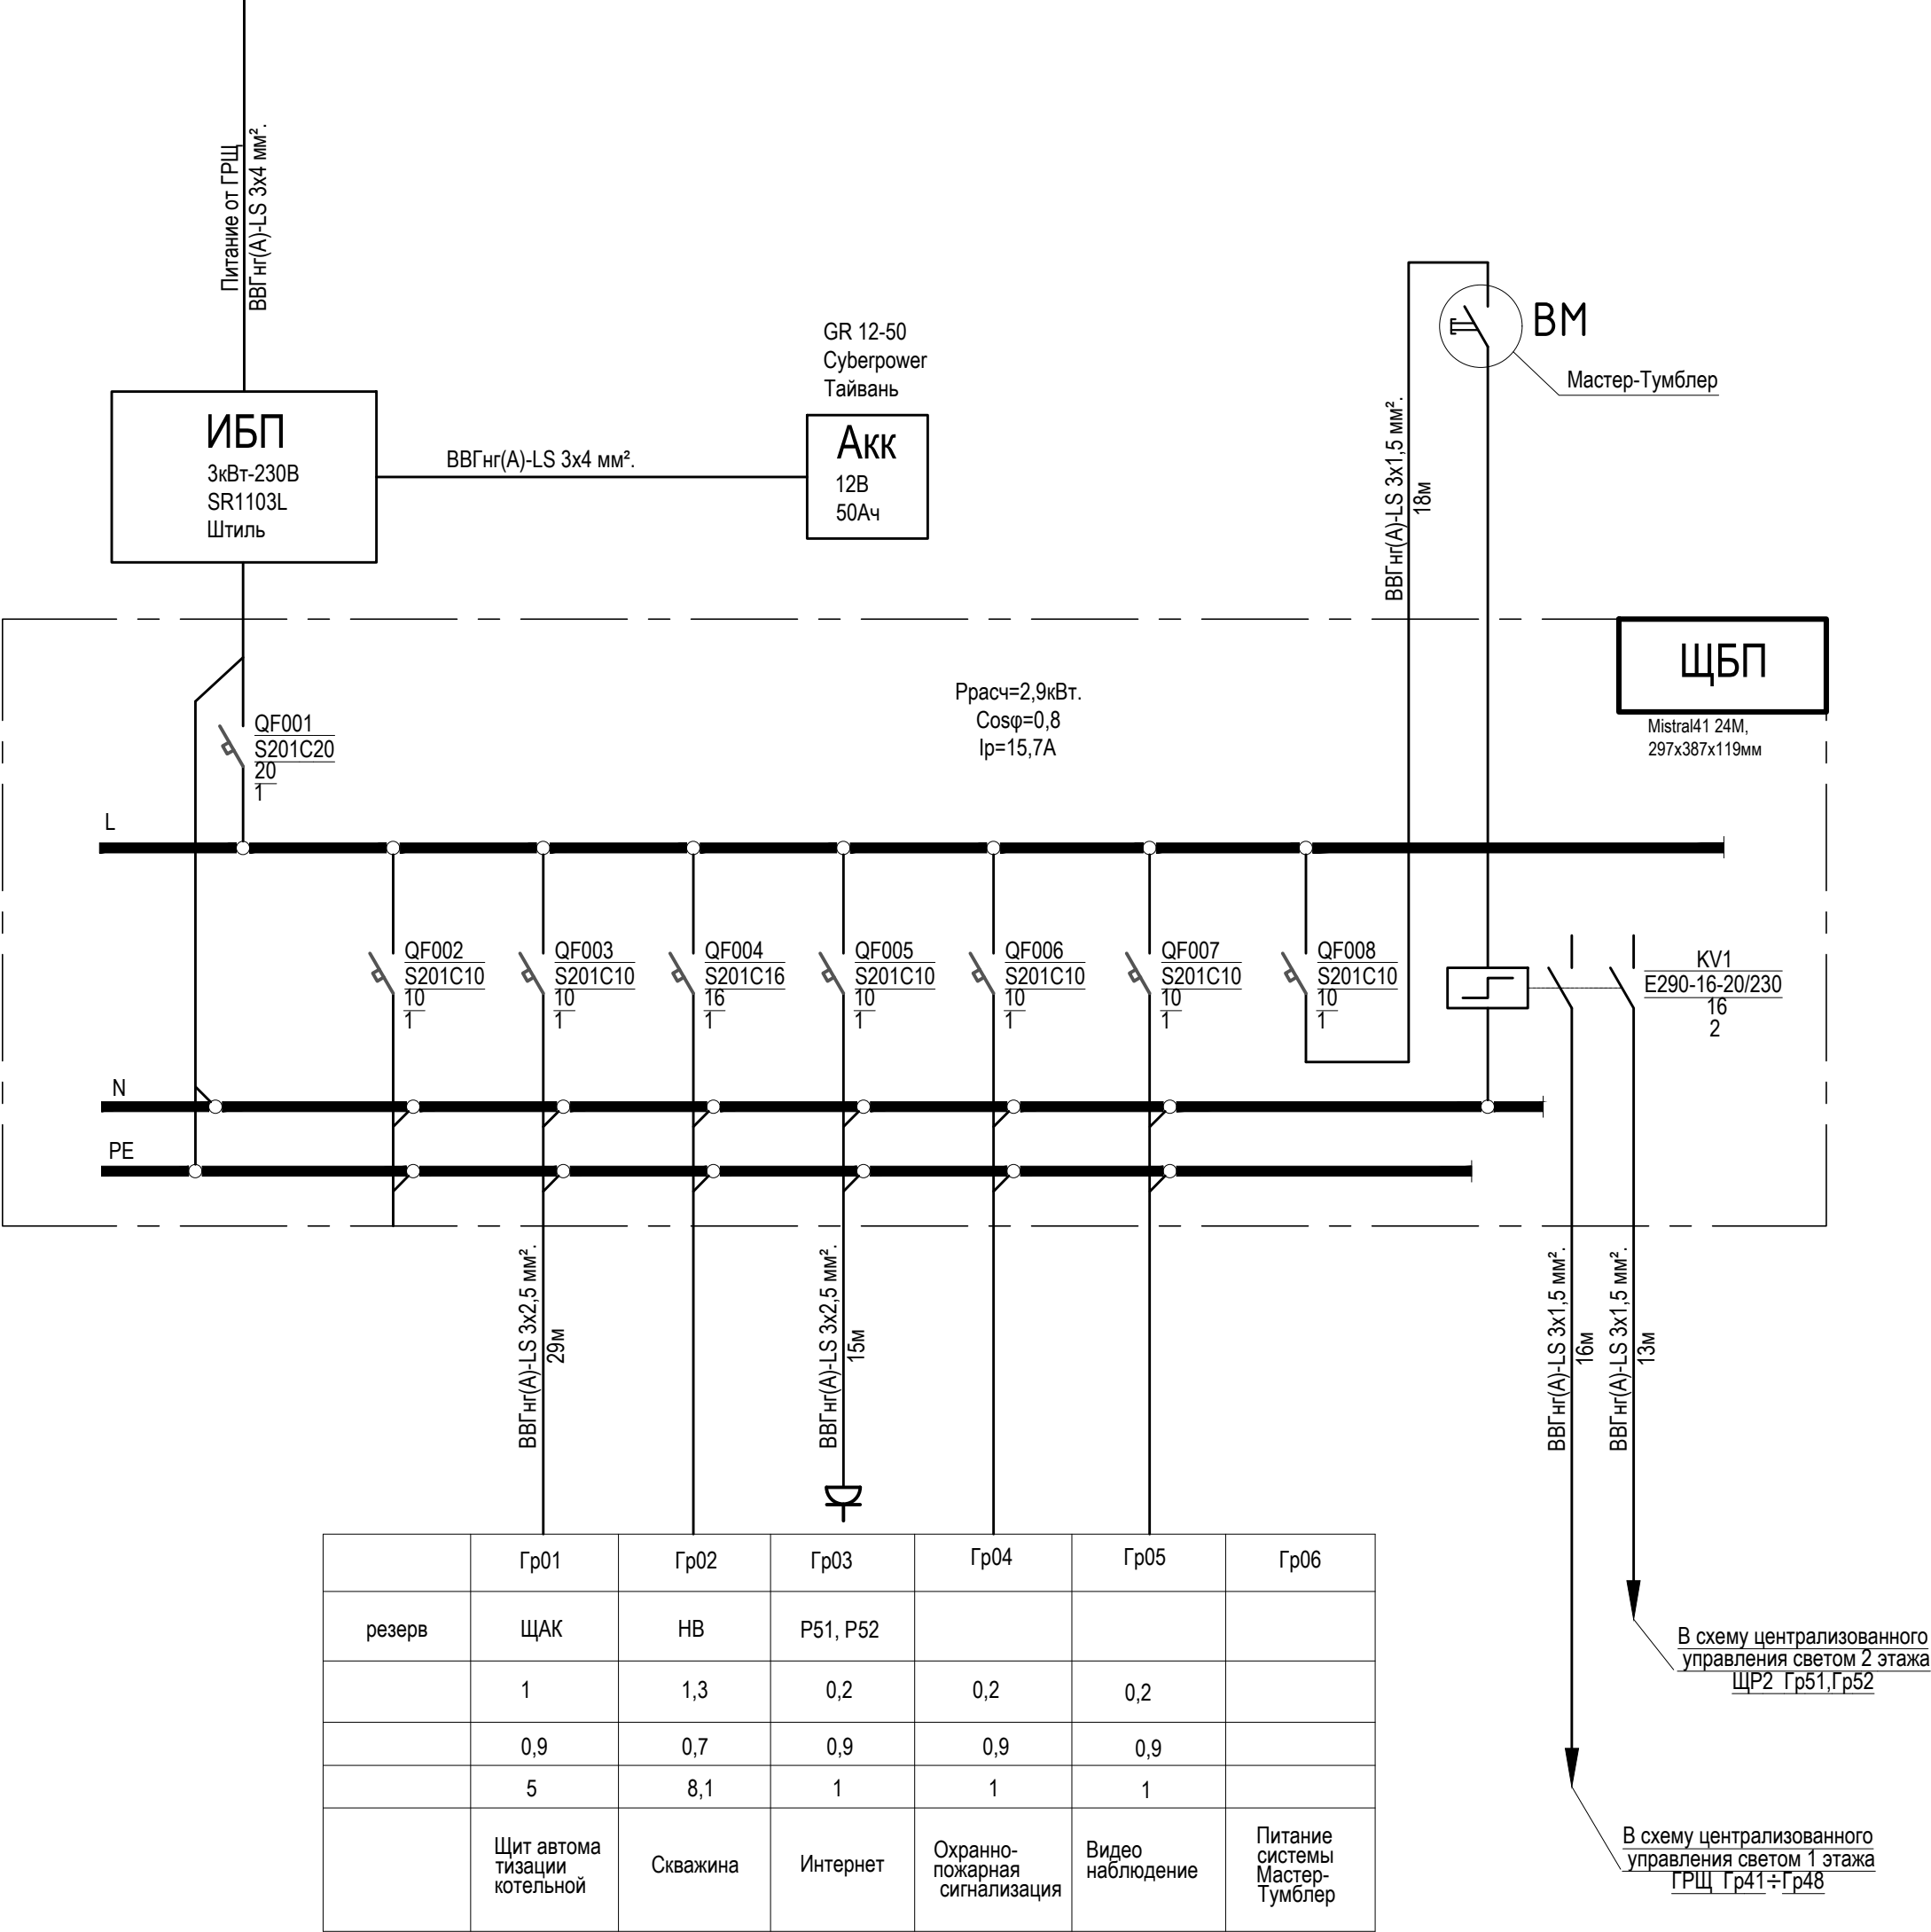 Питание от ГРЩ
ВВГнг(А)-LS 3х4 мм².
ИБП
3кВт-230В
SR1103L
Штиль
ВВГнг(А)-LS 3х4 мм².
GR 12-50
Cyberpower
Тайвань
Акк
12В
50Ач
ВМ
Мастер-Тумблер
ВВГнг(А)-LS 3х1,5 мм².
18м
ЩБП
Mistral41 24М,
297х387х119мм
Ррасч=2,9кВт.
Cosφ=0,8
Iр=15,7А
QF001
S201C20
20
1
L
QF002
S201C10
10
1
QF003
S201C10
10
1
QF004
S201C16
16
1
QF005
S201C10
10
1
QF006
S201C10
10
1
QF007
S201C10
10
1
QF008
S201C10
10
1
KV1
E290-16-20/230
16
2
N
PE
ВВГнг(А)-LS 3х2,5 мм².
29м
ВВГнг(А)-LS 3х2,5 мм².
15м
ВВГнг(А)-LS 3х1,5 мм².
16м
ВВГнг(А)-LS 3х1,5 мм².
13м
Гр01 Гр02 Гр03 Гр04 Гр05 Гр06
резерв ЩАК НВ Р51, Р52
1 1,3 0,2 0,2 0,2
0,9 0,7 0,9 0,9 0,9
5 8,1 1 1 1
Щит автома
тизации
котельной
Скважина
Интернет
Охранно-
пожарная
сигнализация
Видео
наблюдение
Питание
системы
Мастер-
Тумблер
В схему централизованного
управления светом 2 этажа
ЩР2 Гр51,Гр52
В схему централизованного
управления светом 1 этажа
ГРЩ Гр41÷Гр48